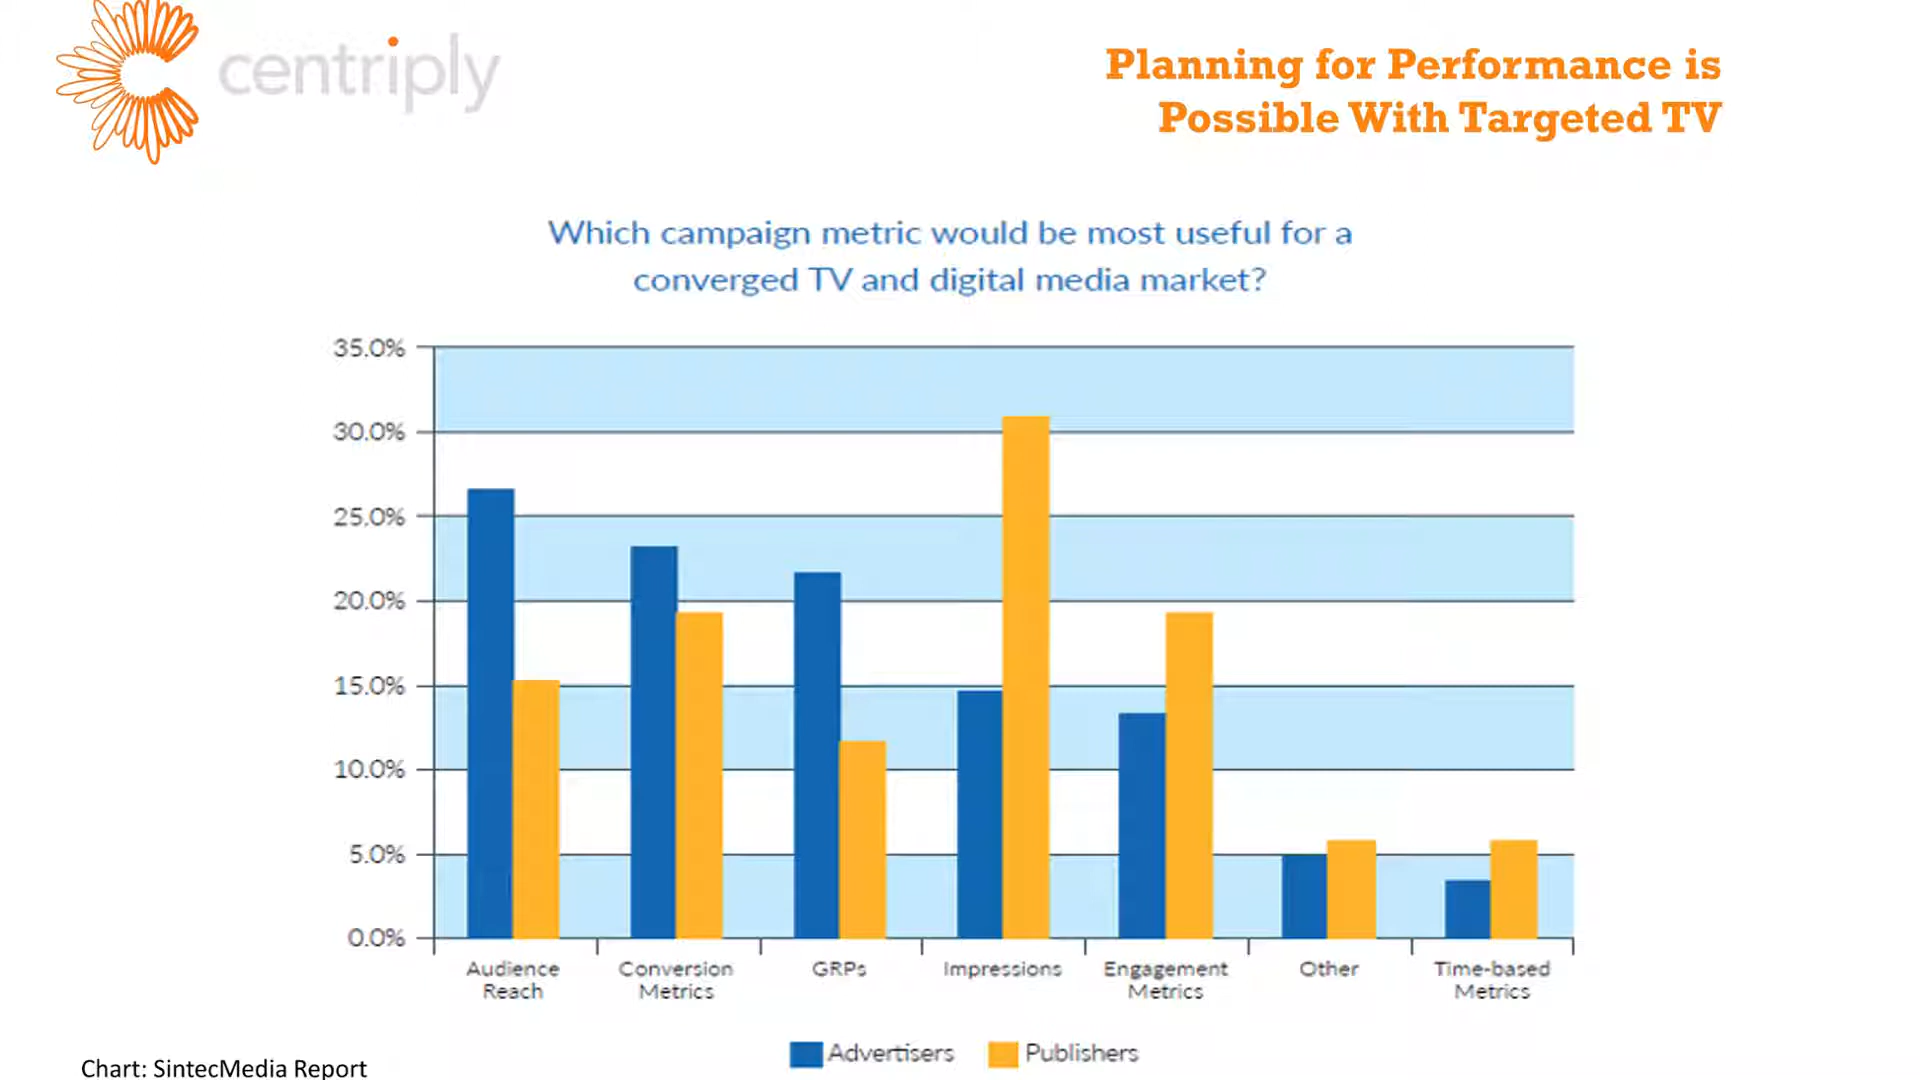 centriply
Planning for Performance is
Possible With Targeted TV
Which campaign metric would be most useful for a
converged TV and digital media market?
35.0%
30.0%
25.0%
20.0%
15.0%
10.0%
5.0%
0.0%
Audience
Reach
Conversion
Metrics
GRPs
Impressions
Engagement
Metrics
Other
Time-based
Metrics
Advertisers
Publishers
Chart: SintecMedia Report